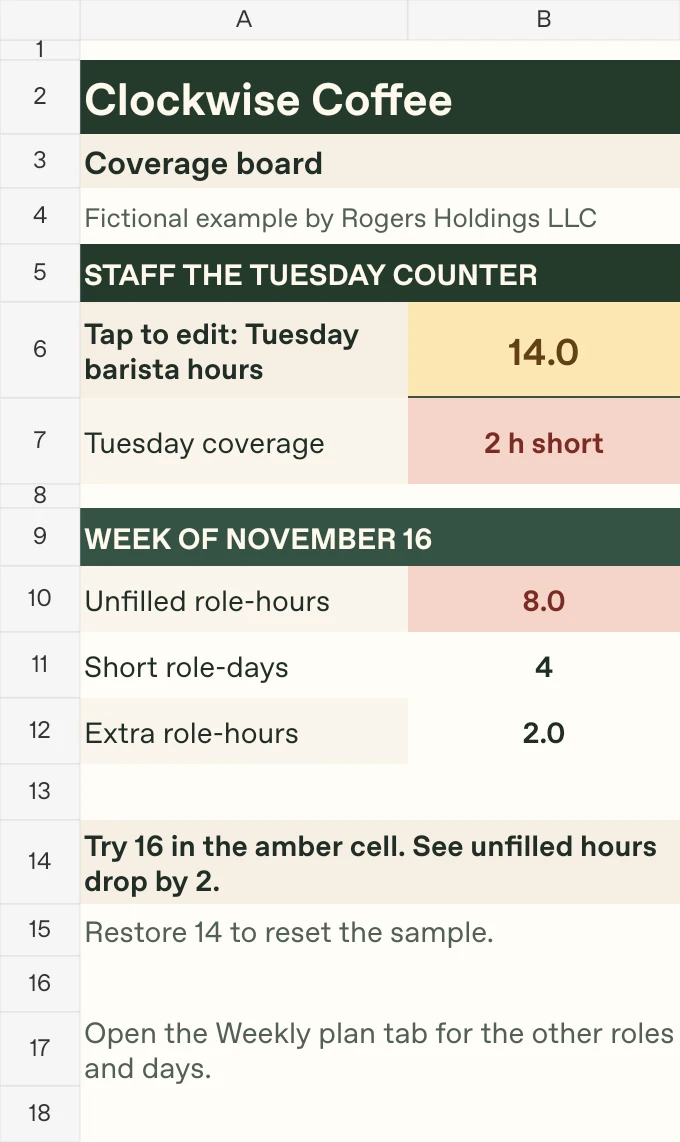 A B
1
2 Clockwise Coffee
3 Coverage board
4 Fictional example by Rogers Holdings LLC
5 STAFF THE TUESDAY COUNTER
6 Tap to edit: Tuesday
barista hours 14.0
7 Tuesday coverage 2 h short
8
9 WEEK OF NOVEMBER 16
10 Unfilled role-hours 8.0
11 Short role-days 4
12 Extra role-hours 2.0
13
14 Try 16 in the amber cell. See unfilled hours
drop by 2.
15 Restore 14 to reset the sample.
16
17 Open the Weekly plan tab for the other roles
and days.
18